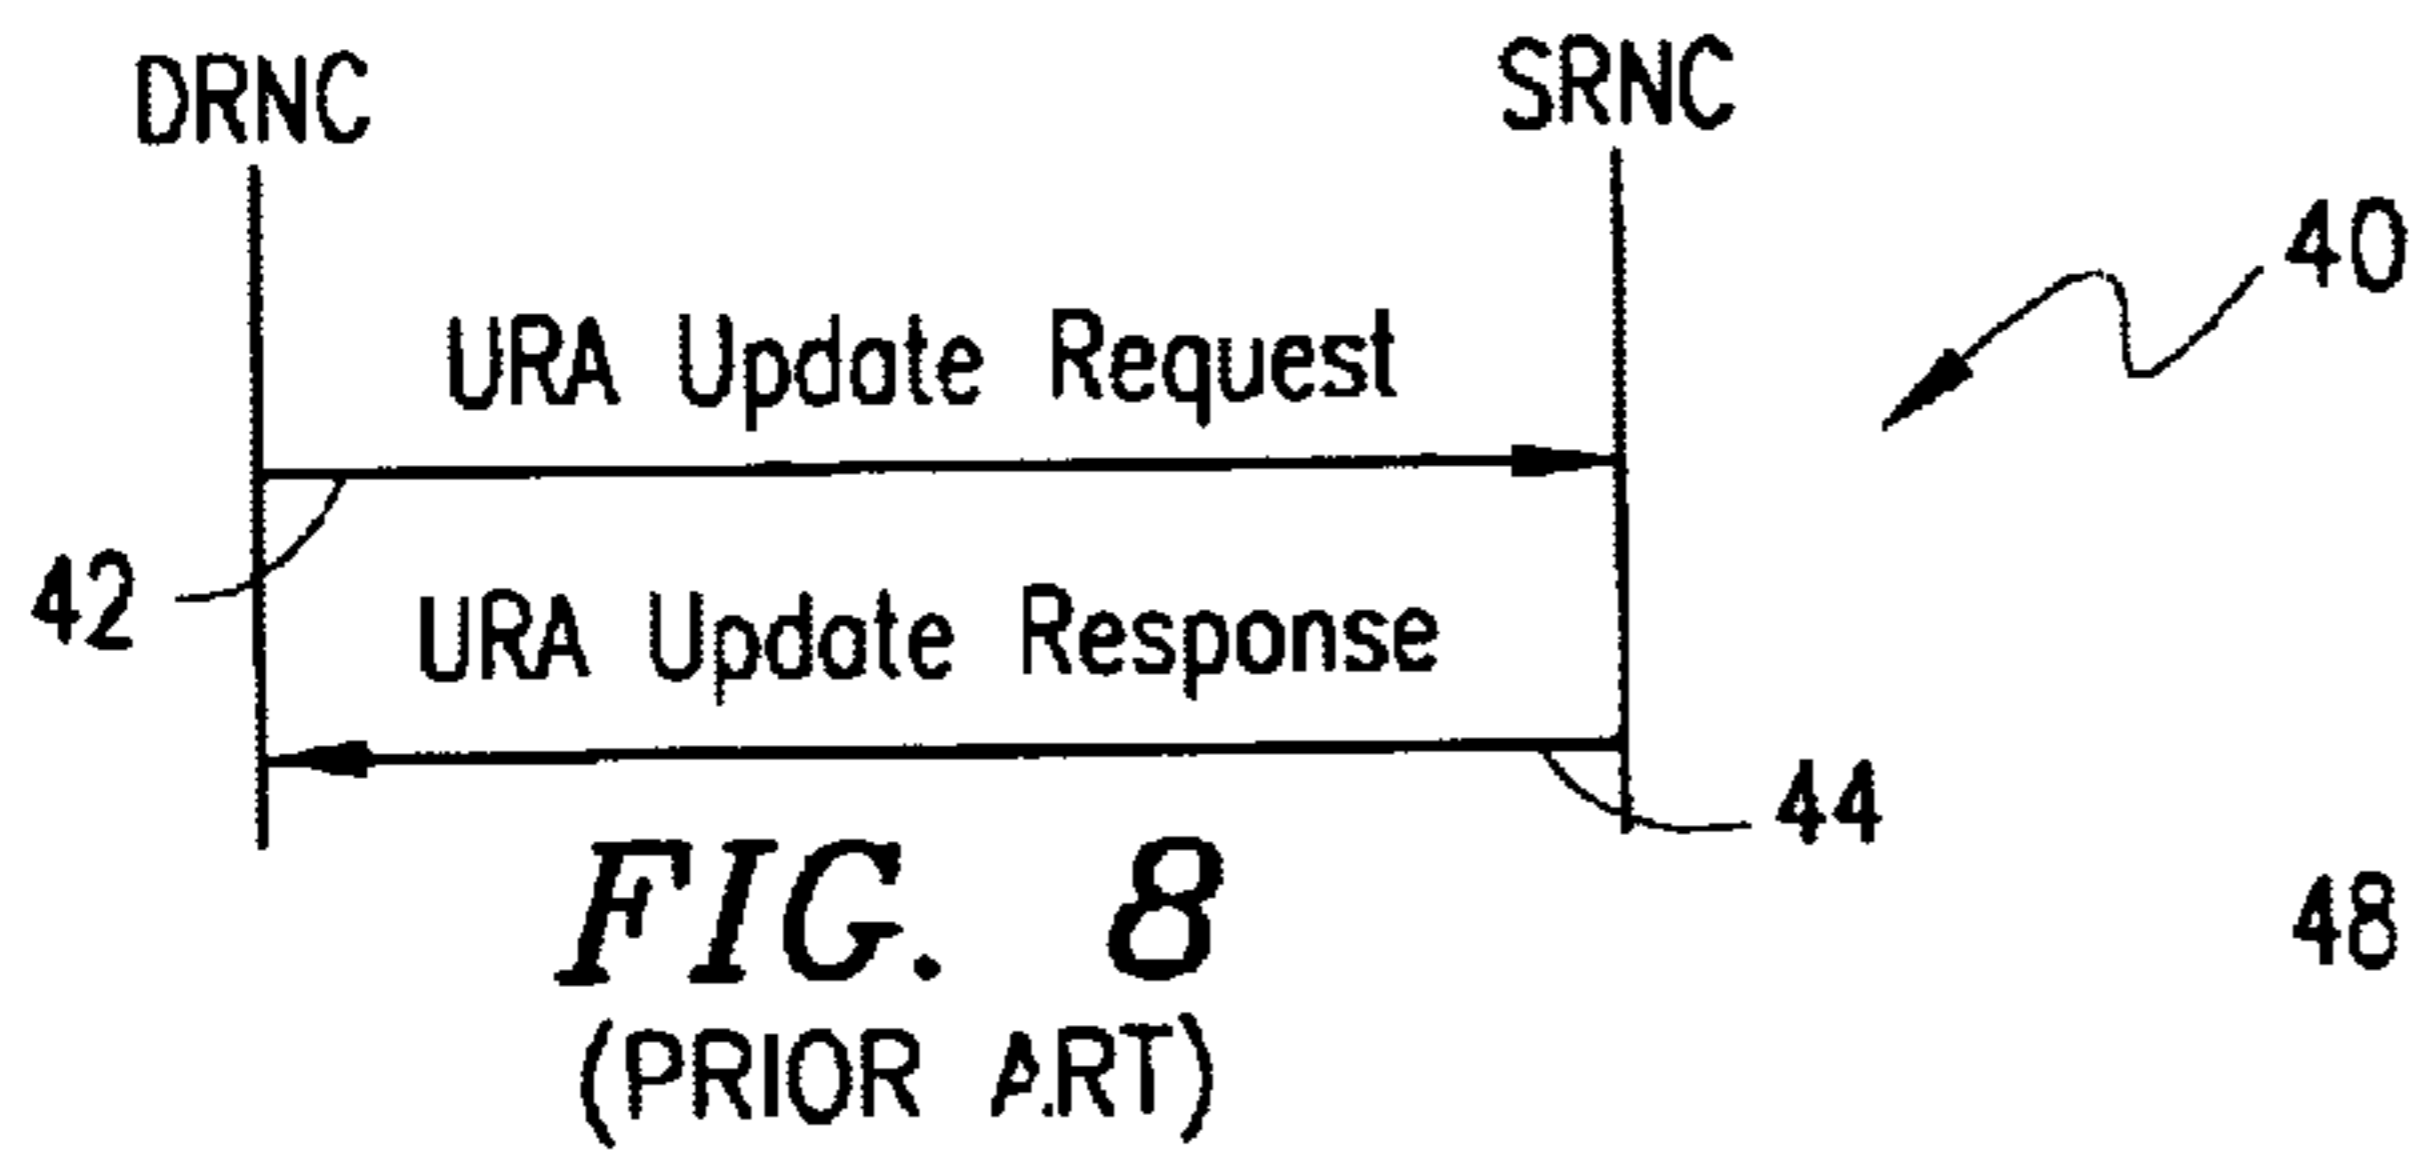 DRNC SRNC
40
URA Update Request
42
URA Update Response
44
FIG. 8
48
(PRIOR ART)